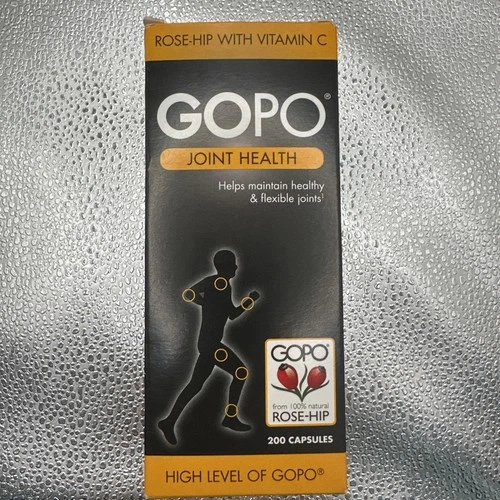 ROSE-HIP WITH VITAMIN C
GOPO®
JOINT HEALTH
Helps maintain healthy
& flexible joints¹
GOPO®
from 100% natural
ROSE-HIP
200 CAPSULES
HIGH LEVEL OF GOPO®